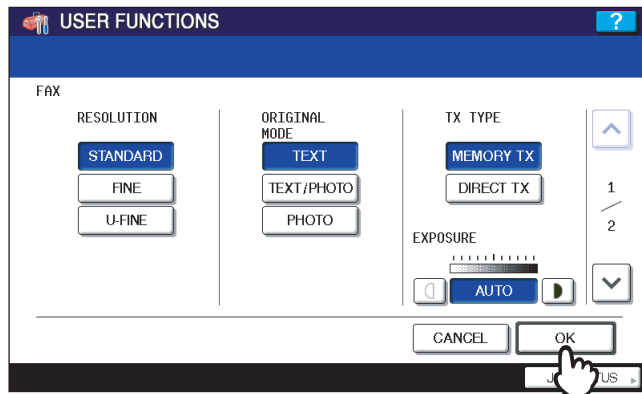 USER FUNCTIONS
?
FAX
RESOLUTION
STANDARD
FINE
U-FINE
ORIGINAL
MODE
TEXT
TEXT/PHOTO
PHOTO
TX TYPE
MEMORY TX
DIRECT TX
EXPOSURE
AUTO
1
2
CANCEL
OK